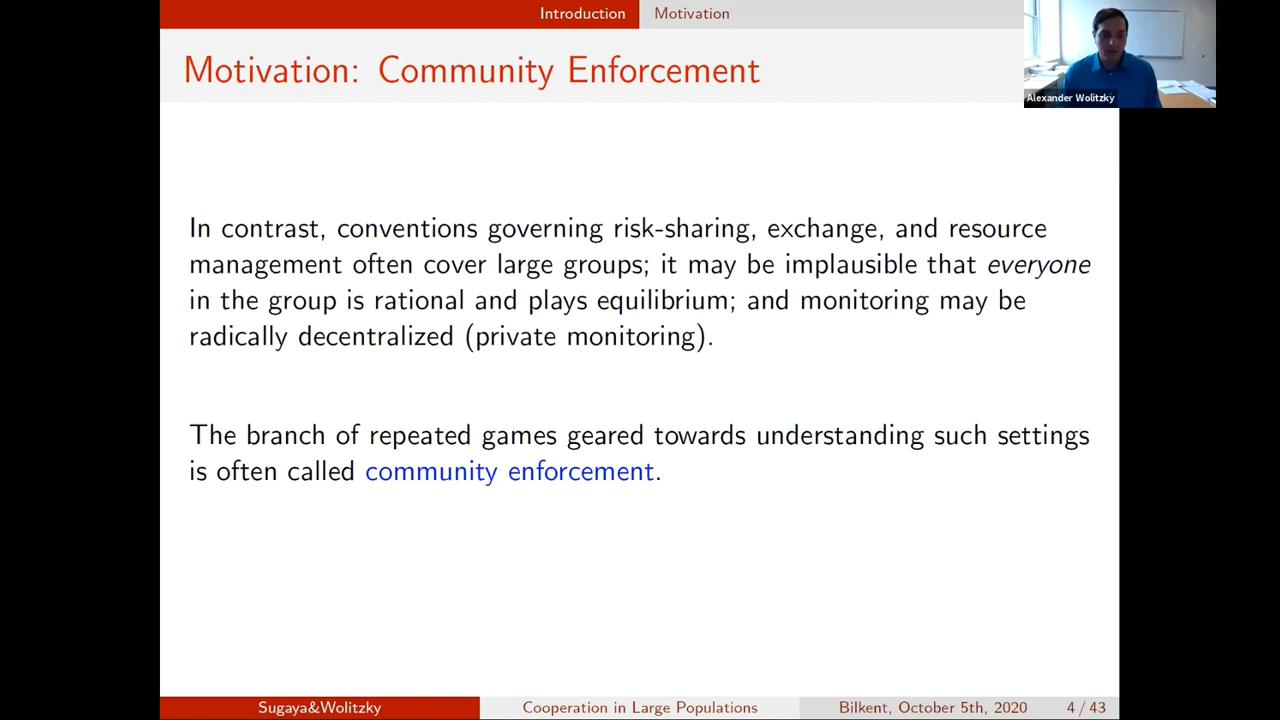 Introduction Motivation
Motivation: Community Enforcement
Alexander Wolitzky
In contrast, conventions governing risk-sharing, exchange, and resource
management often cover large groups; it may be implausible that everyone
in the group is rational and plays equilibrium; and monitoring may be
radically decentralized (private monitoring).
The branch of repeated games geared towards understanding such settings
is often called community enforcement.
Sugaya&Wolitzky Cooperation in Large Populations Bilkent, October 5th, 2020 4 / 43